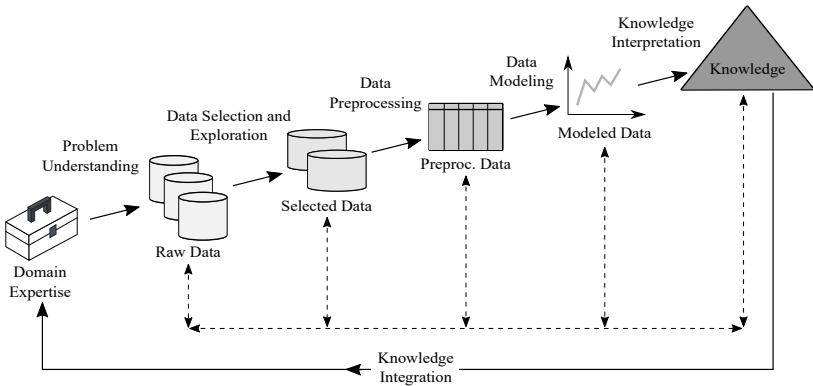 Knowledge
Interpretation
Knowledge
Data
Modeling
Modeled Data
Data
Preprocessing
Preproc. Data
Data Selection and
Exploration
Selected Data
Problem
Understanding
Raw Data
Domain
Expertise
Knowledge
Integration